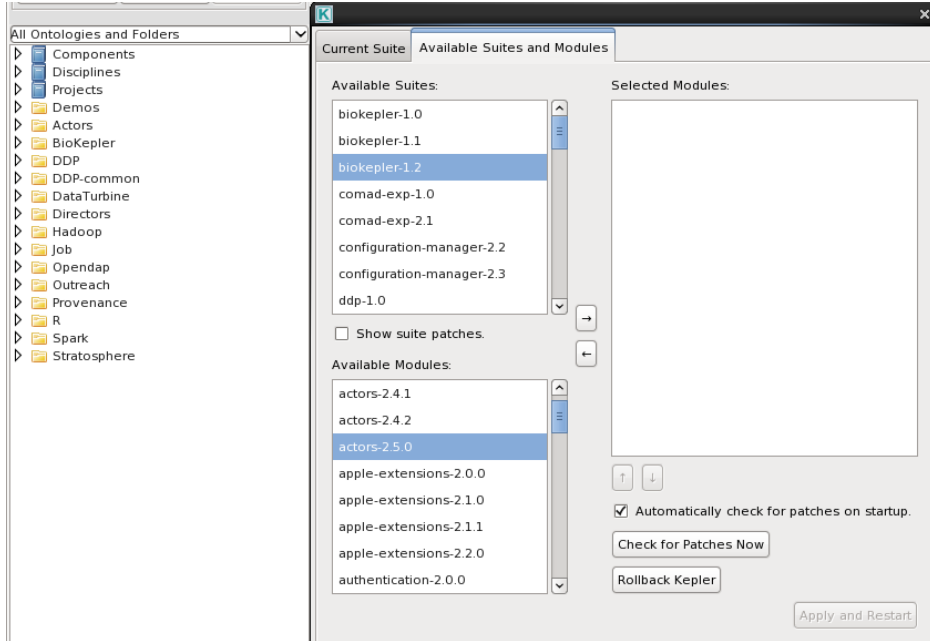 All Ontologies and Folders
Components
Disciplines
Projects
Demos
Actors
BioKepler
DDP
DDP-common
DataTurbine
Directors
Hadoop
Job
Opendap
Outreach
Provenance
R
Spark
Stratosphere
K
Current Suite
Available Suites and Modules
Available Suites:
biokepler-1.0
biokepler-1.1
biokepler-1.2
comad-exp-1.0
comad-exp-2.1
configuration-manager-2.2
configuration-manager-2.3
ddp-1.0
Show suite patches.
Available Modules:
actors-2.4.1
actors-2.4.2
actors-2.5.0
apple-extensions-2.0.0
apple-extensions-2.1.0
apple-extensions-2.1.1
apple-extensions-2.2.0
authentication-2.0.0
→
←
Selected Modules:
↑ ↓
Automatically check for patches on startup.
Check for Patches Now
Rollback Kepler
Apply and Restart